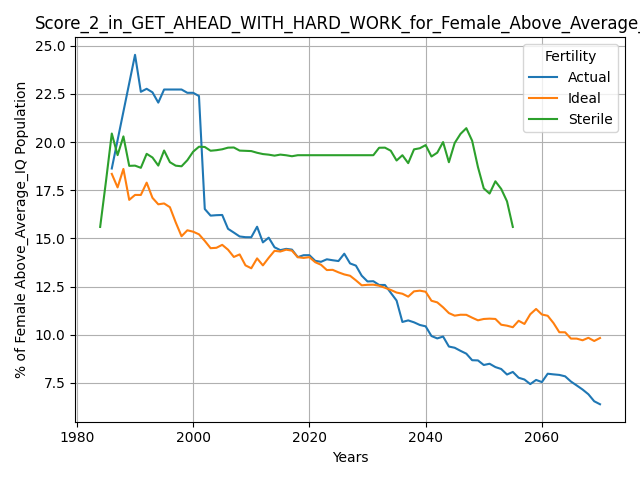 Score_2_in_GET_AHEAD_WITH_HARD_WORK_for_Female_Above_Average_
% of Female Above_Average_IQ Population
25.0
22.5
20.0
17.5
15.0
12.5
10.0
7.5
Fertility
Actual
Ideal
Sterile
1980
2000
2020
2040
2060
Years